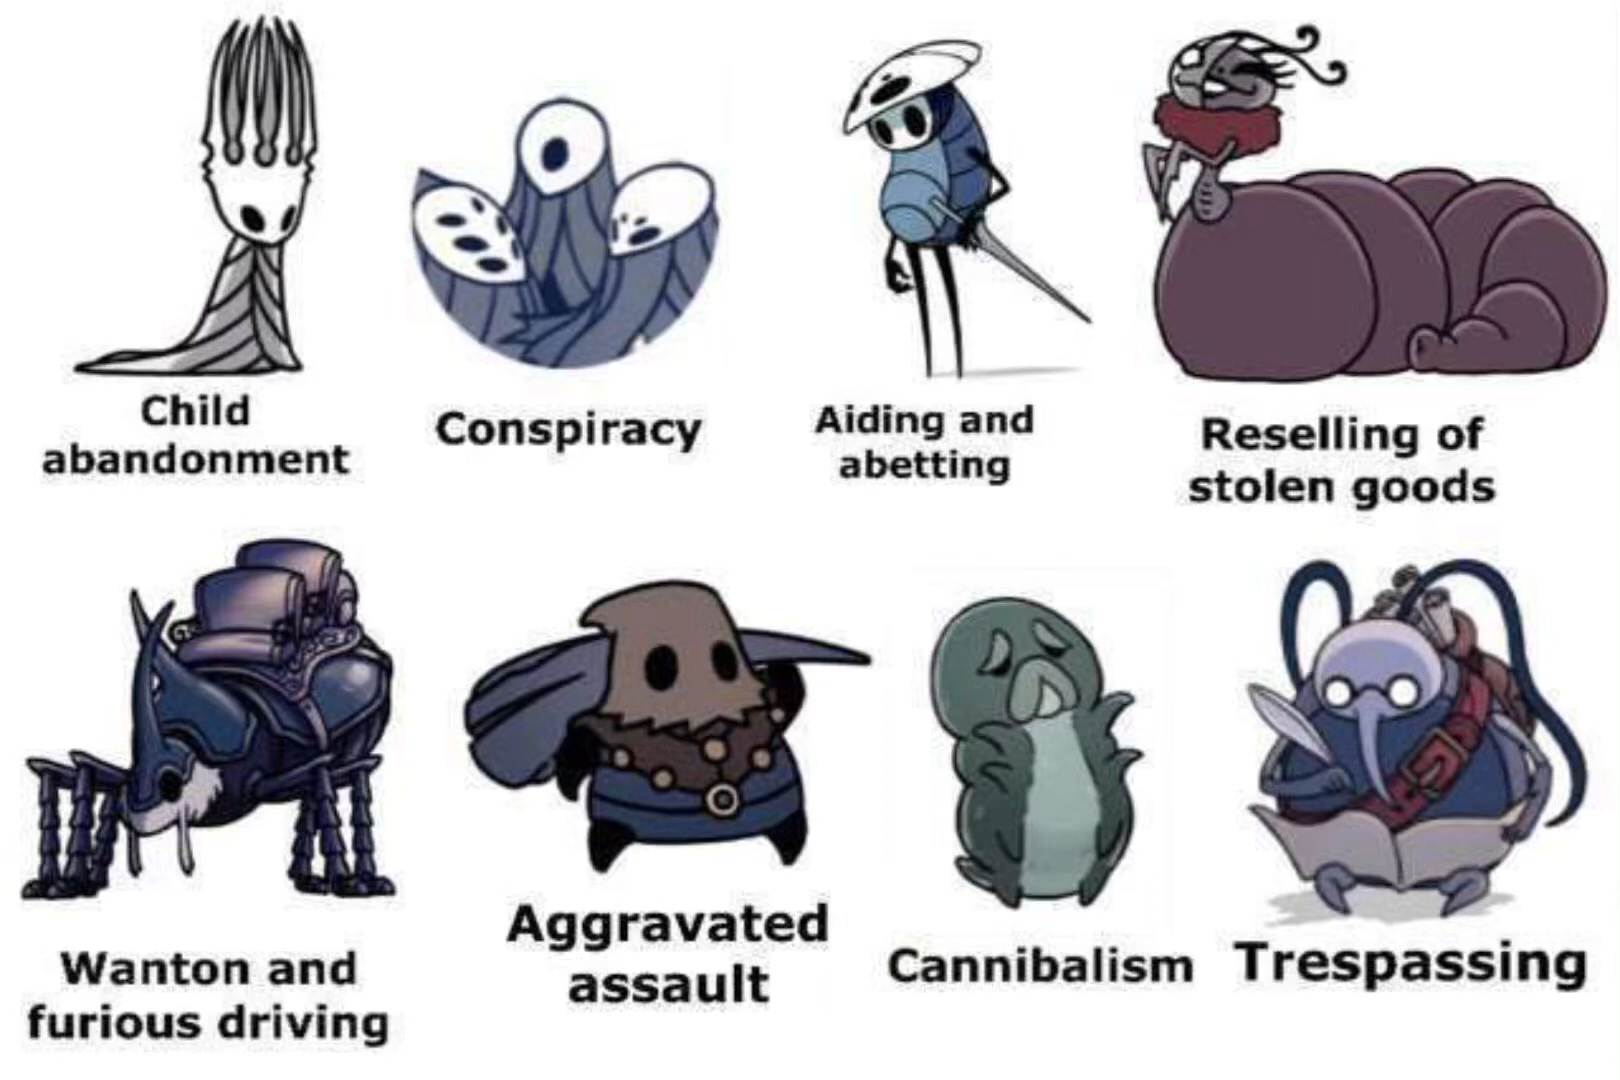 Child
abandonment
Conspiracy
Aiding and
abetting
Reselling of
stolen goods
Wanton and
furious driving
Aggravated
assault
Cannibalism
Trespassing